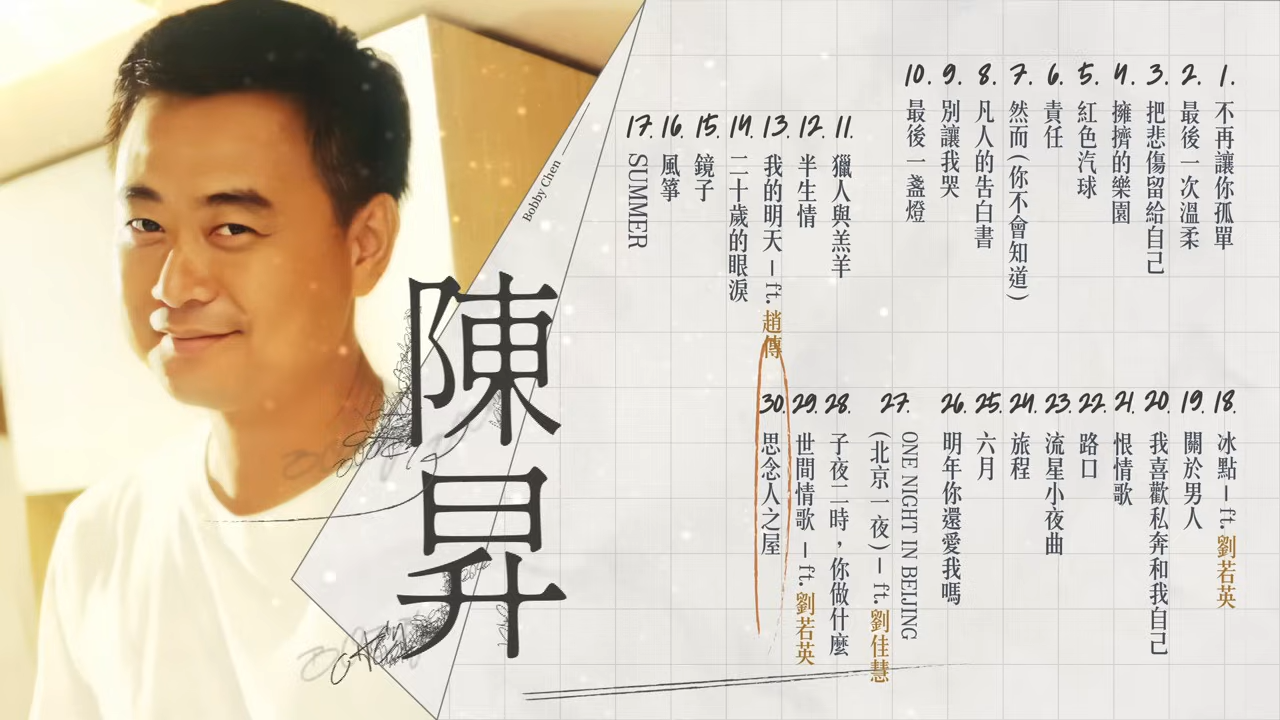 陳昇
Bobby Chen
1. 不再讓你孤單
2. 最後一次溫柔
3. 把悲傷留給自己
4. 擁擠的樂園
5. 紅色汽球
6. 責任
7. 然而(你不會知道)
8. 凡人的告白書
9. 別讓我哭
10. 最後一盞燈
11. 獵人與羔羊
12. 半生情
13. 我的明天 – ft. 趙傳
14. 二十歲的眼淚
15. 鏡子
16. 風箏
17. SUMMER
18. 冰點 – ft. 劉若英
19. 關於男人
20. 我喜歡私奔和我自己
21. 恨情歌
22. 路口
23. 流星小夜曲
24. 旅程
25. 六月
26. 明年你還愛我嗎
27. ONE NIGHT IN BEIJING
(北京一夜) – ft. 劉佳慧
28. 子夜二時，你做什麼
29. 世間情歌 – ft. 劉若英
30. 思念人之屋